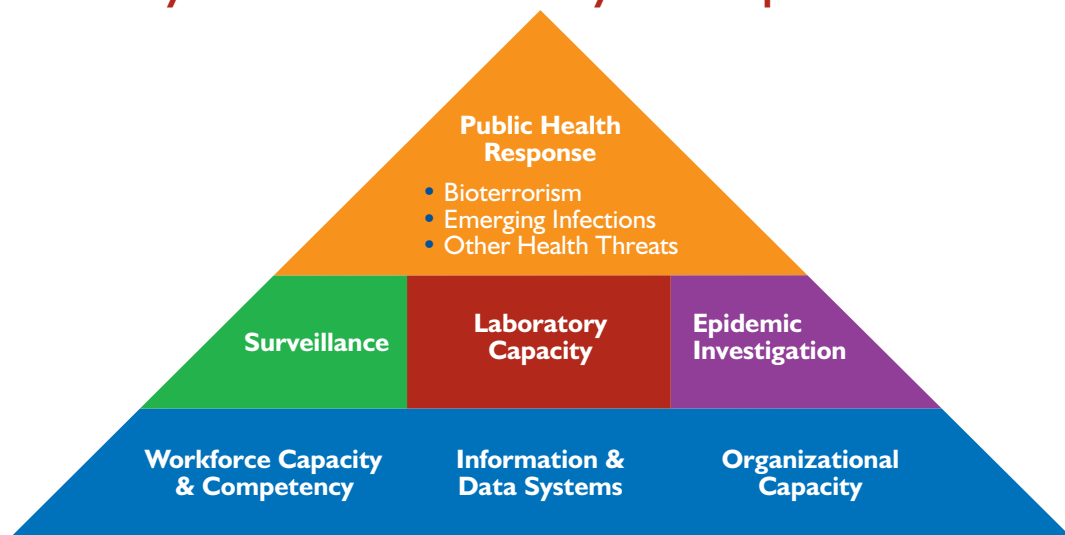 Public Health
Response
• Bioterrorism
• Emerging Infections
• Other Health Threats
Surveillance
Laboratory
Capacity
Epidemic
Investigation
Workforce Capacity
& Competency
Information &
Data Systems
Organizational
Capacity